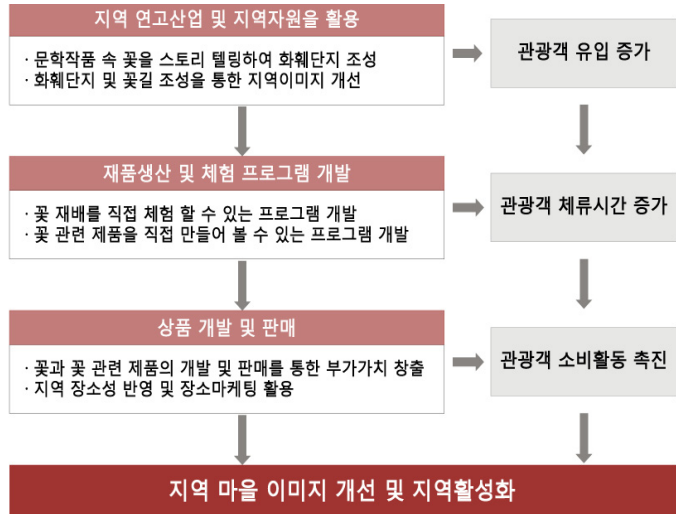 지역 연고산업 및 지역자원을 활용
· 문학작품 속 꽃을 스토리 텔링하여 화훼단지 조성
· 화훼단지 및 꽃길 조성을 통한 지역이미지 개선
관광객 유입 증가
재품생산 및 체험 프로그램 개발
· 꽃 재배를 직접 체험 할 수 있는 프로그램 개발
· 꽃 관련 제품을 직접 만들어 볼 수 있는 프로그램 개발
관광객 체류시간 증가
상품 개발 및 판매
· 꽃과 꽃 관련 제품의 개발 및 판매를 통한 부가가치 창출
· 지역 장소성 반영 및 장소마케팅 활용
관광객 소비활동 촉진
지역 마을 이미지 개선 및 지역활성화